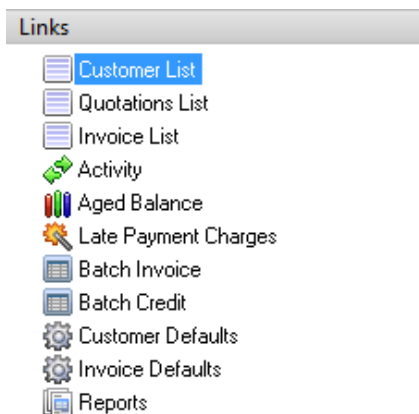 Links
Customer List
Quotations List
Invoice List
Activity
Aged Balance
Late Payment Charges
Batch Invoice
Batch Credit
Customer Defaults
Invoice Defaults
Reports